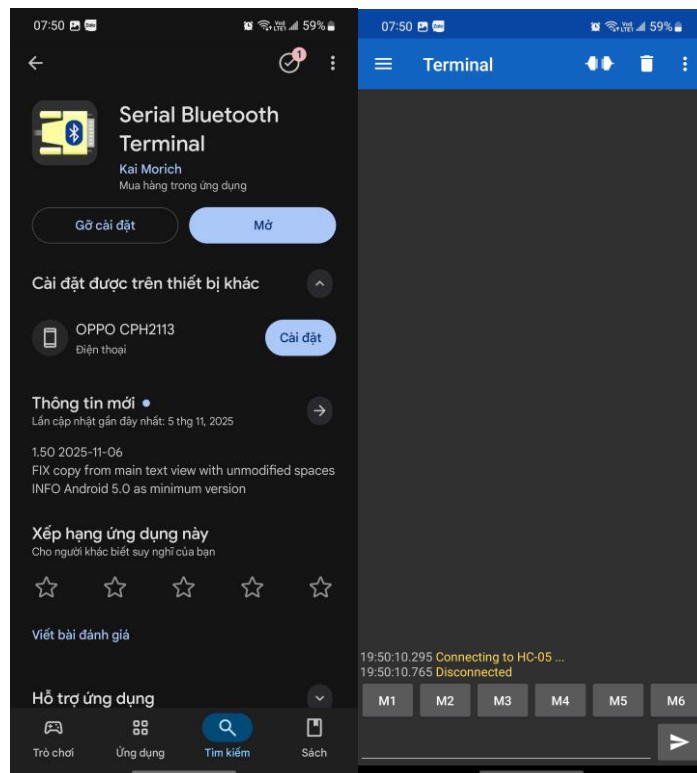 07:50 59%
1
Serial Bluetooth
Terminal
Kai Morich
Mua hàng trong ứng dụng
Gỡ cài đặt Mở
Cài đặt được trên thiết bị khác
OPPO CPH2113
Điện thoại
Cài đặt
Thông tin mới •
Lần cập nhật gần đây nhất: 5 thg 11, 2025
1.50 2025-11-06
FIX copy from main text view with unmodified spaces
INFO Android 5.0 as minimum version
Xếp hạng ứng dụng này
Cho người khác biết suy nghĩ của bạn
Viết bài đánh giá
Hỗ trợ ứng dụng
Trò chơi Ứng dụng Tìm kiếm Sách
07:50 59%
Terminal
19:50:10.295 Connecting to HC-05 ...
19:50:10.765 Disconnected
M1 M2 M3 M4 M5 M6